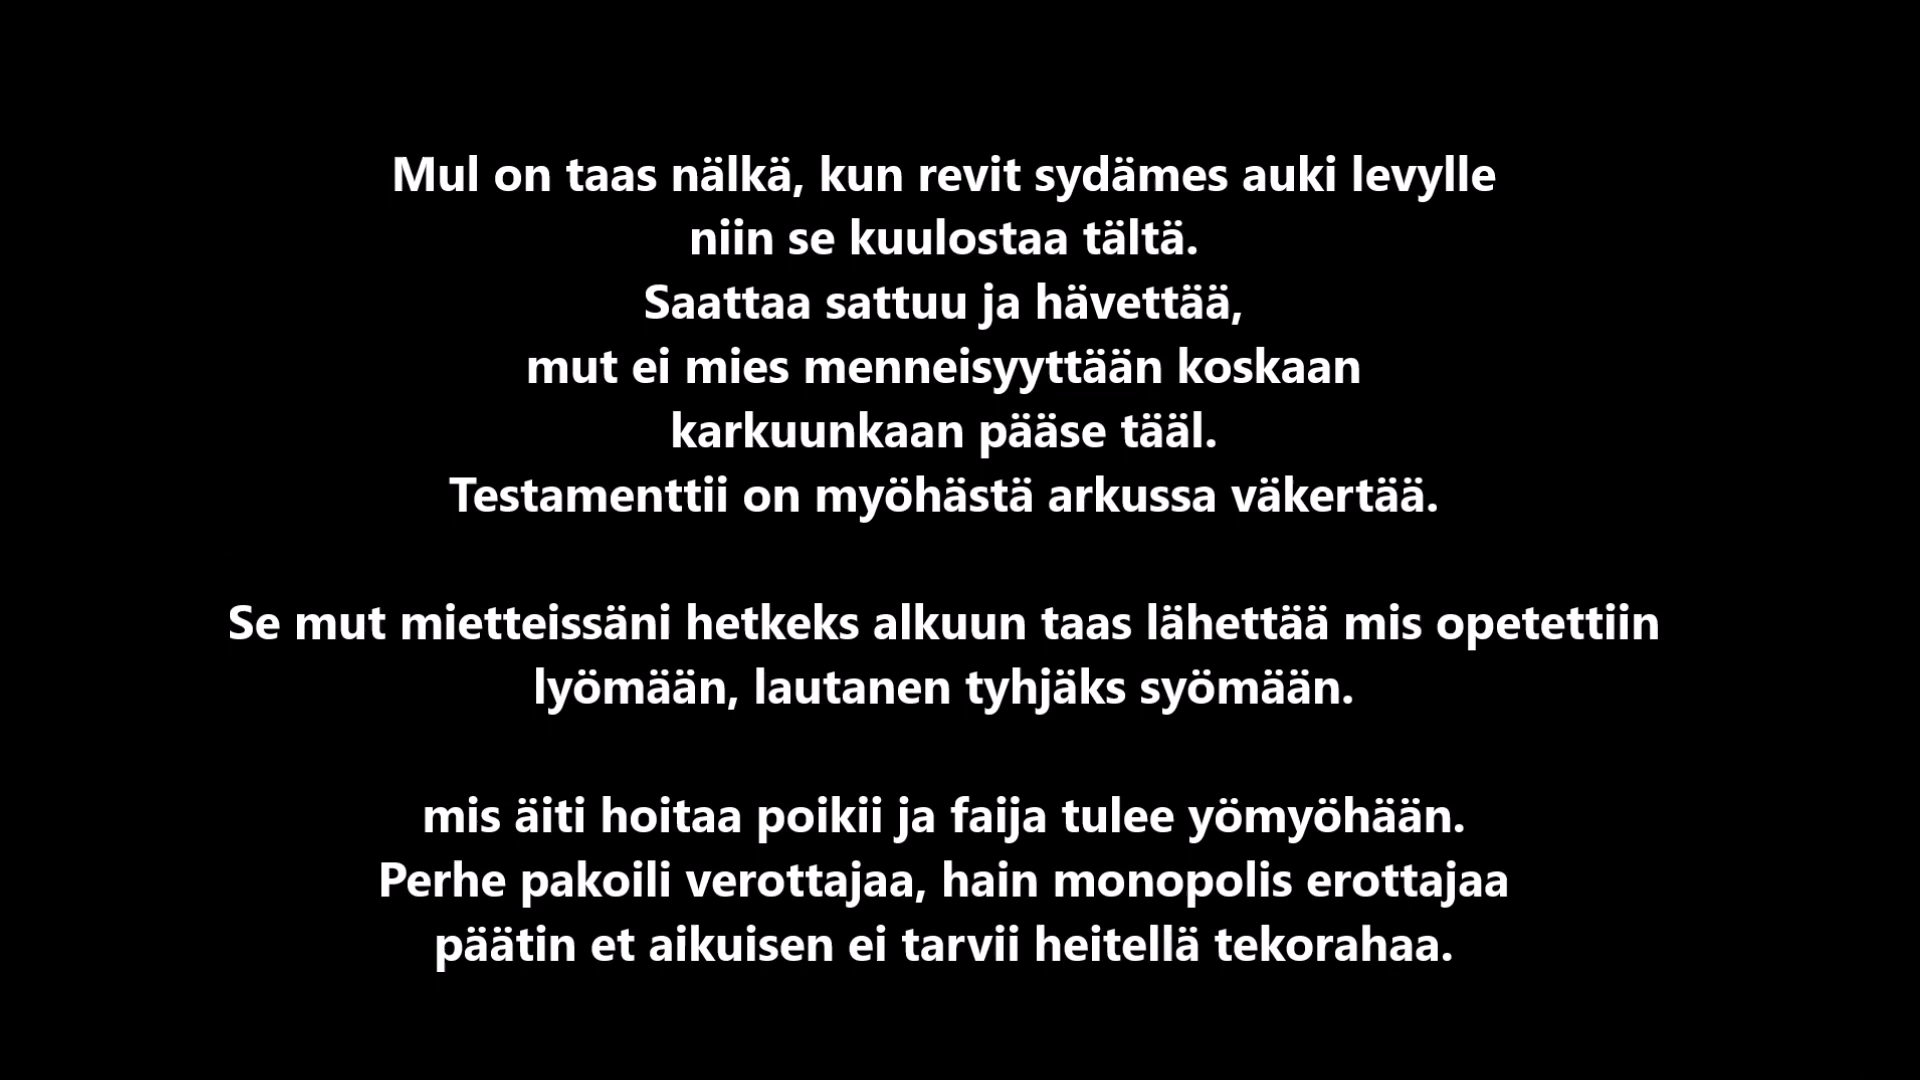 Mul on taas nälkä, kun revit sydämes auki levylle
niin se kuulostaa tältä.
Saattaa sattuu ja hävettää,
mut ei mies menneisyyttään koskaan
karkuunkaan pääse tääl.
Testamenttii on myöhästä arkussa väkertää.
Se mut mietteissäni hetkeks alkuun taas lähettää mis opetettiin
lyömään, lautanen tyhjäks syömään.
mis äiti hoitaa poikii ja faija tulee yömyöhään.
Perhe pakoili verottajaa, hain monopolis erottajaa
päätin et aikuisen ei tarvii heitellä tekorahaa.